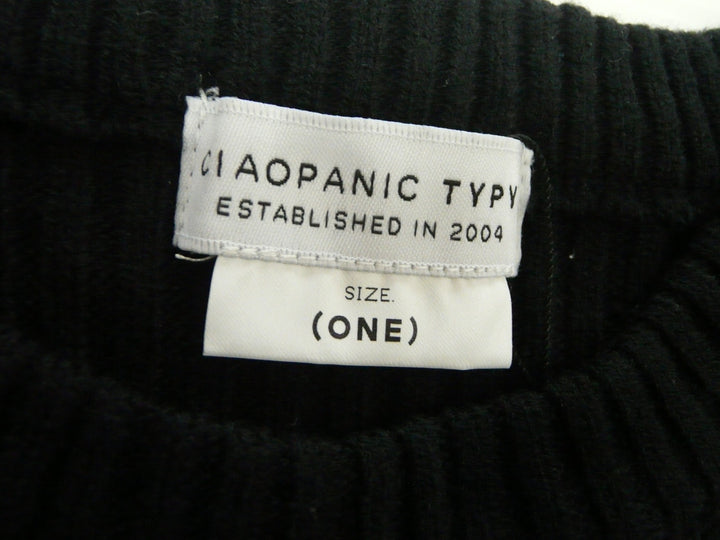 CIAOPANIC TYPY
ESTABLISHED IN 2004
SIZE.
(ONE)